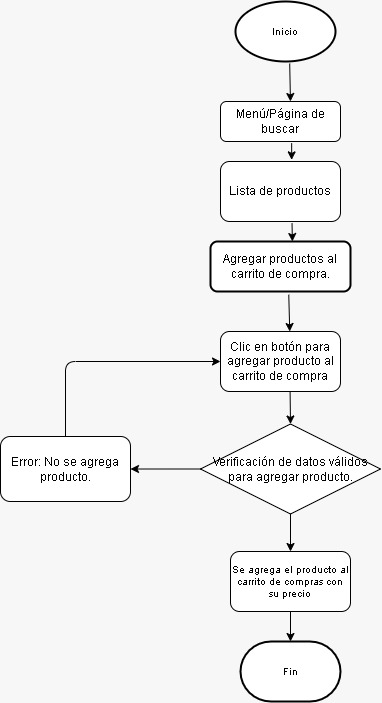 Inicio
Menú/Página de
buscar
Lista de productos
Agregar productos al
carrito de compra.
Clic en botón para
agregar producto al
carrito de compra
Error: No se agrega
producto.
Verificación de datos válidos
para agregar producto.
Se agrega el producto al
carrito de compras con
su precio
Fin